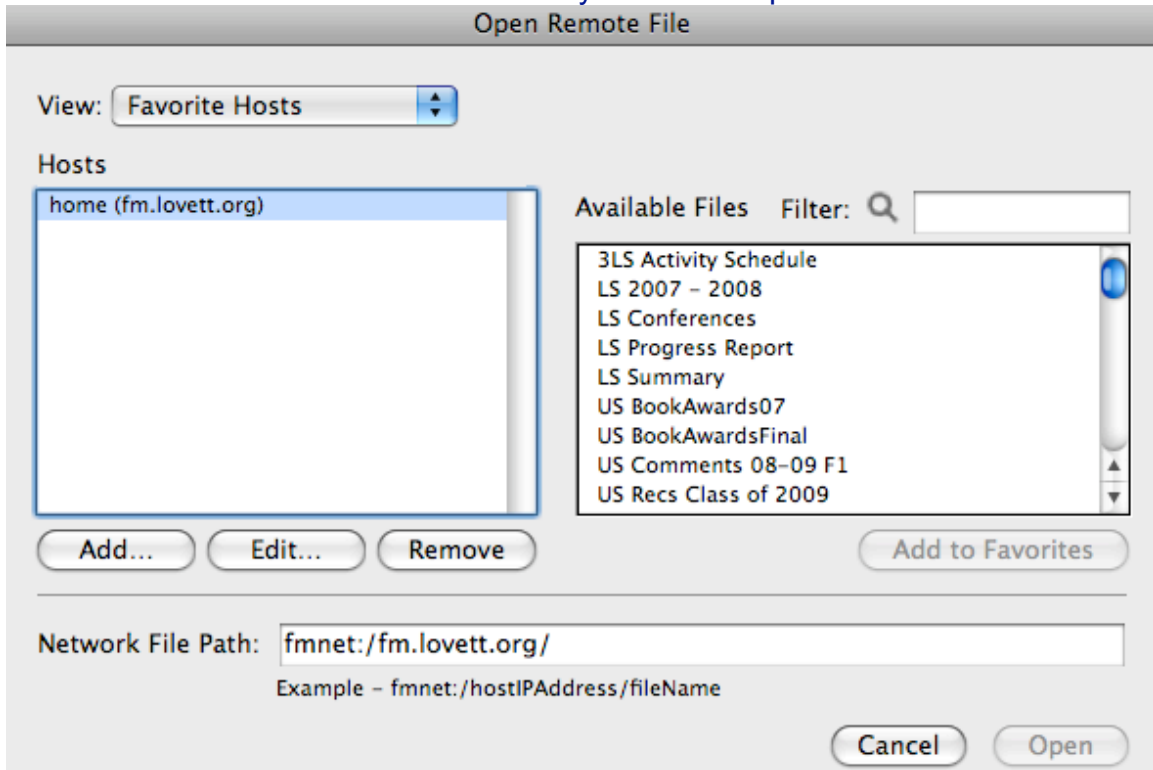 Open Remote File
View: Favorite Hosts
Hosts
home (fm.lovett.org)
Available Files Filter:
3LS Activity Schedule
LS 2007 – 2008
LS Conferences
LS Progress Report
LS Summary
US BookAwards07
US BookAwardsFinal
US Comments 08–09 F1
US Recs Class of 2009
Add... Edit... Remove
Add to Favorites
Network File Path: fmnet:/fm.lovett.org/
Example – fmnet:/hostIPAddress/fileName
Cancel Open